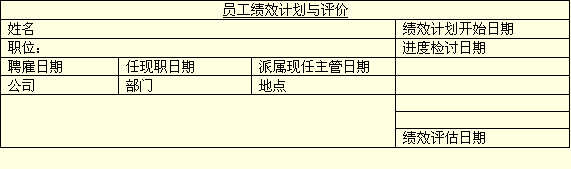 员工绩效计划与评价
姓名 绩效计划开始日期
职位: 进度检讨日期
聘雇日期 任现职日期 派属现任主管日期
公司 部门 地点
绩效评估日期